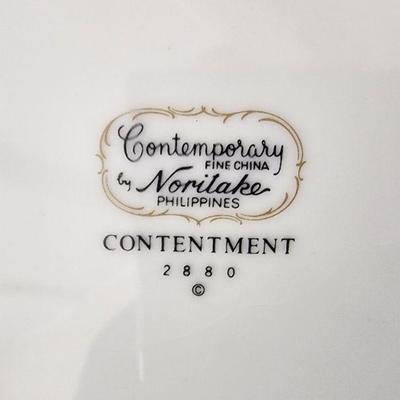 Contemporary
FINE CHINA
by Noritake
PHILIPPINES
CONTENTMENT
2880
©